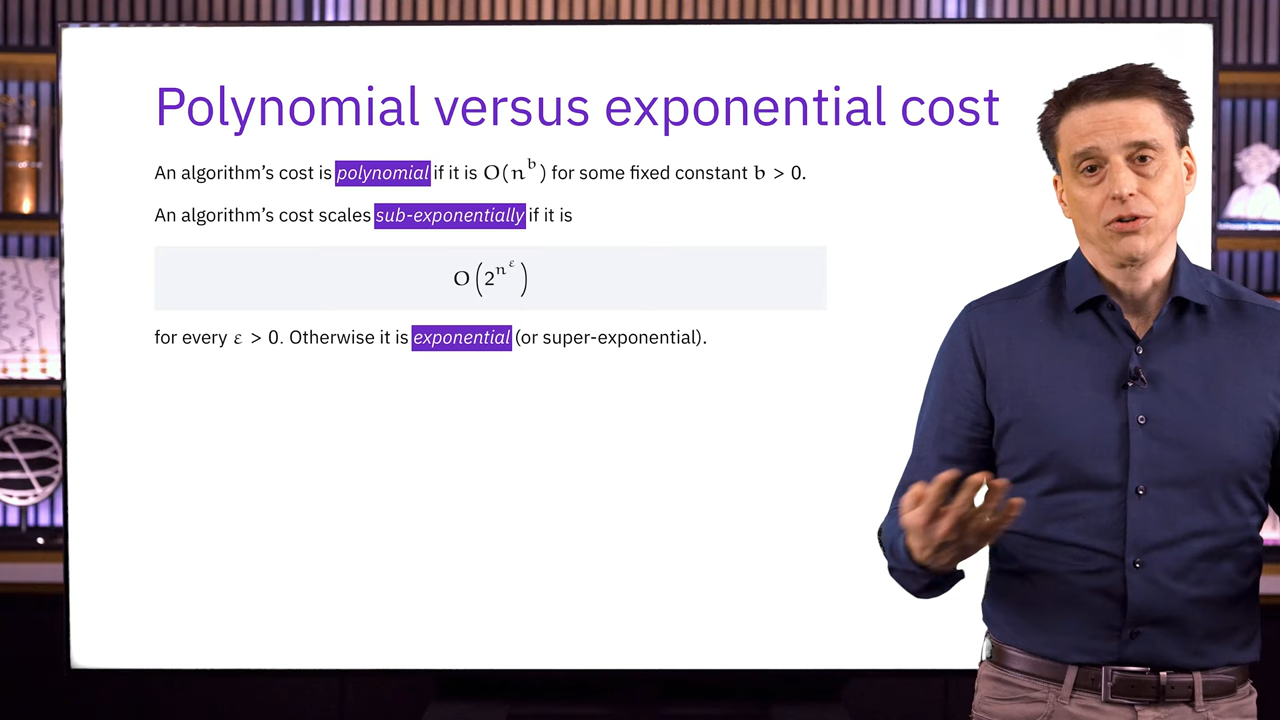 Polynomial versus exponential cost
An algorithm's cost is polynomial if it is O(n^b) for some fixed constant b > 0.
An algorithm's cost scales sub-exponentially if it is
O(2^{n^ε})
for every ε > 0. Otherwise it is exponential (or super-exponential).